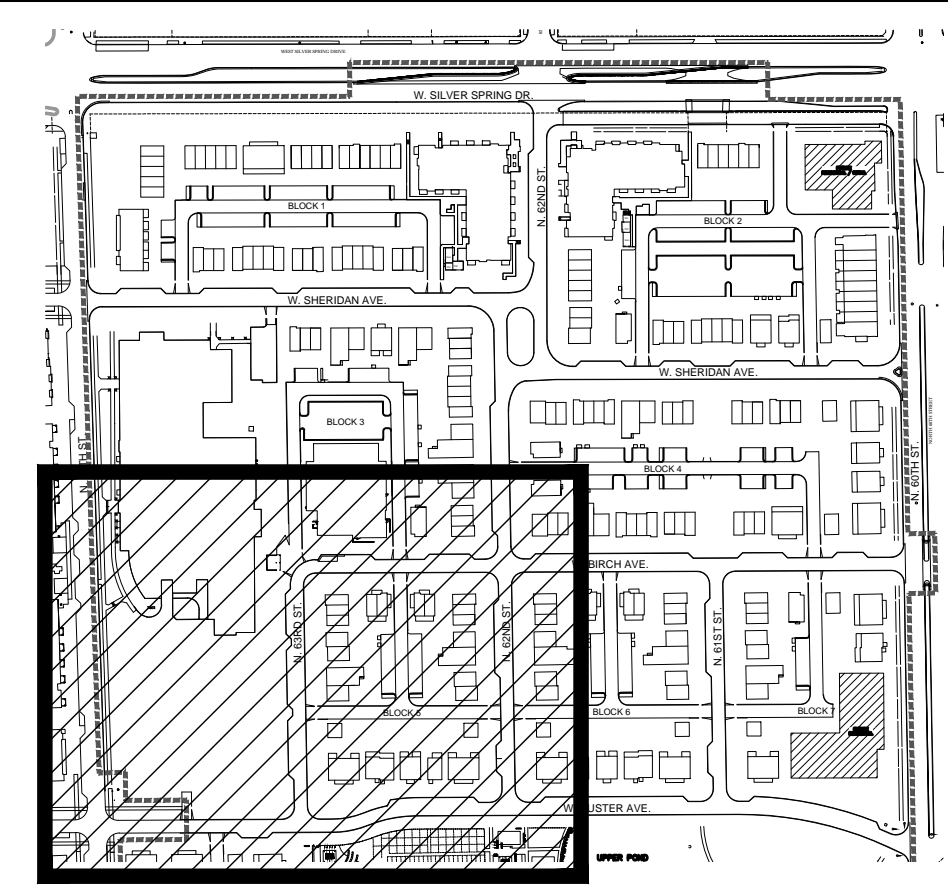 WEST SILVER SPRING DRIVE
W. SILVER SPRING DR.
N. 62ND ST.
BLOCK 1
BLOCK 2
W. SHERIDAN AVE.
W. SHERIDAN AVE.
BLOCK 3
NORTH 60TH STREET
BLOCK 4
N. 60TH ST.
BIRCH AVE.
N. 63RD ST.
N. 62ND ST.
N. 61ST ST.
BLOCK 5
BLOCK 6
BLOCK 7
UPPER POND